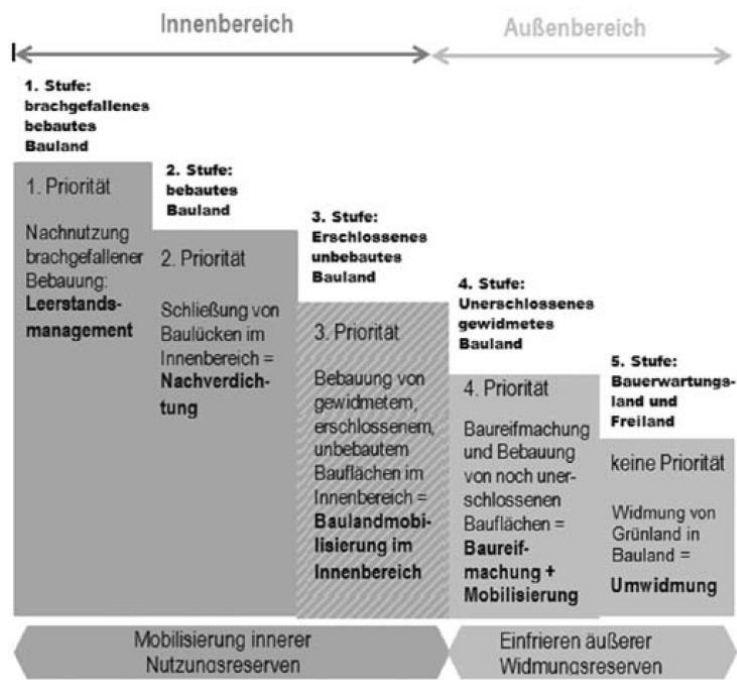 Innenbereich
Außenbereich
1. Stufe:
brachgefallenes
bebautes
Bauland
1. Priorität
Nachnutzung
brachgefallener
Bebauung:
Leerstands-
management
2. Stufe:
bebautes
Bauland
2. Priorität
Schließung von
Baulücken im
Innenbereich =
Nachverdich-
tung
3. Stufe:
Erschlossenes
unbebautes
Bauland
3. Priorität
Bebauung von
gewidmetem,
erschlossenem,
unbebautem
Bauflächen im
Innenbereich =
Baulandmobi-
lisierung im
Innenbereich
4. Stufe:
Unerschlossenes
gewidmetes
Bauland
4. Priorität
Baureifmachung
und Bebauung
von noch uner-
schlossenen
Bauflächen =
Baureif-
machung +
Mobilisierung
5. Stufe:
Bauerwartungs-
land und
Freiland
keine Priorität
Widmung von
Grünland in
Bauland =
Umwidmung
Mobilisierung innerer
Nutzungsreserven
Einfrieren äußerer
Widmungsreserven